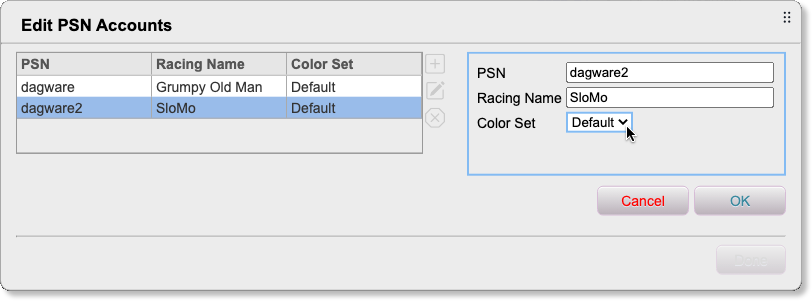 Edit PSN Accounts
PSN Racing Name Color Set
dagware Grumpy Old Man Default
dagware2 SloMo Default
PSN dagware2
Racing Name SloMo
Color Set Default
Cancel OK
Done